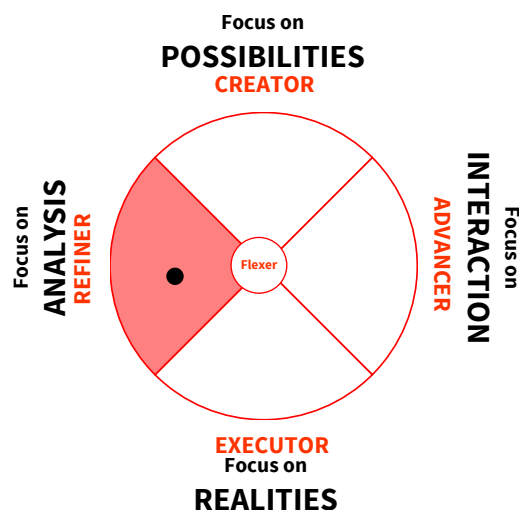 Focus on
POSSIBILITIES
CREATOR
Focus on
ANALYSIS
REFINER
Flexer
ADVANCER
INTERACTION
Focus on
EXECUTOR
Focus on
REALITIES